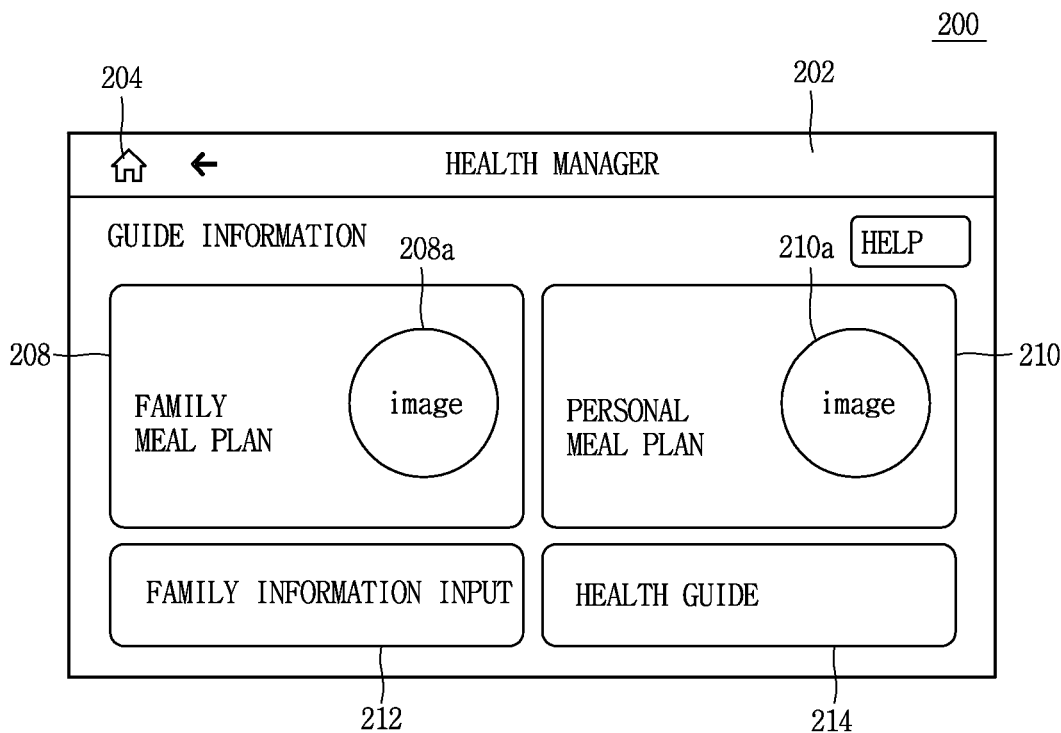 200
204
202
HEALTH MANAGER
GUIDE INFORMATION
HELP
208a
210a
208
210
FAMILY
MEAL PLAN
image
PERSONAL
MEAL PLAN
image
FAMILY INFORMATION INPUT
HEALTH GUIDE
212
214